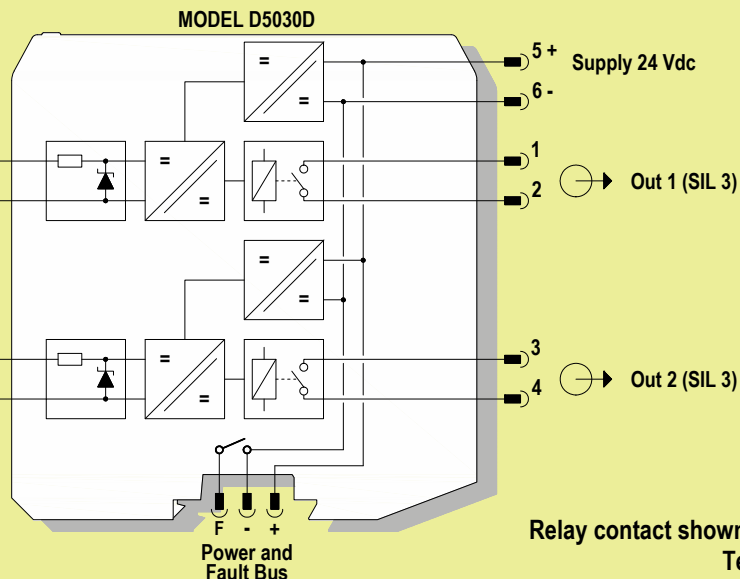 MODEL D5030D
5 + Supply 24 Vdc
6 -
1
Out 1 (SIL 3)
2
3
Out 2 (SIL 3)
4
F - +
Power and
Fault Bus
Relay contact shown